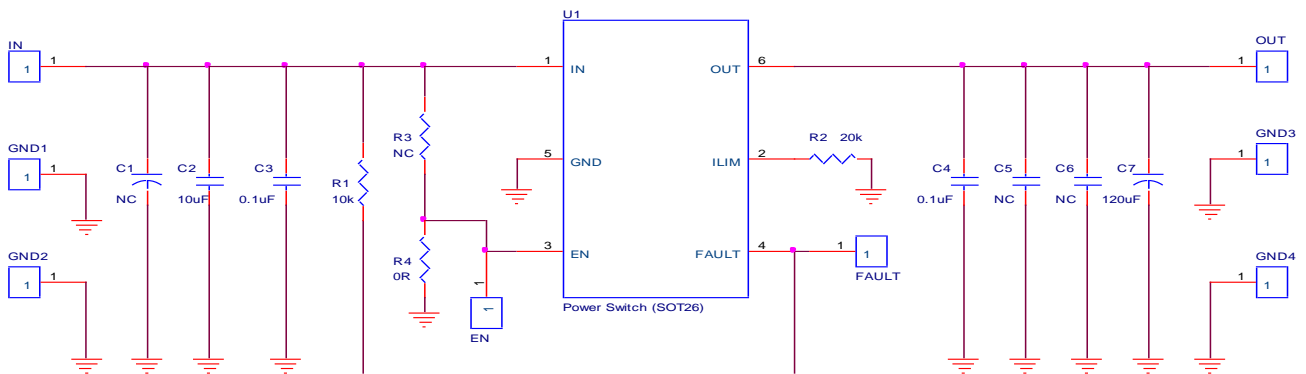 U1
IN
1
1
1
IN
OUT
6
OUT
1
1
GND1
1
1
R3
NC
5
GND
ILIM
2
R2 20k
GND3
1
1
C1
NC
C2
10uF
C3
0.1uF
R1
10k
C4
0.1uF
C5
NC
C6
NC
C7
120uF
GND2
1
1
R4
0R
3
EN
FAULT
4
1
1
FAULT
GND4
1
1
1
1
EN
Power Switch (SOT26)